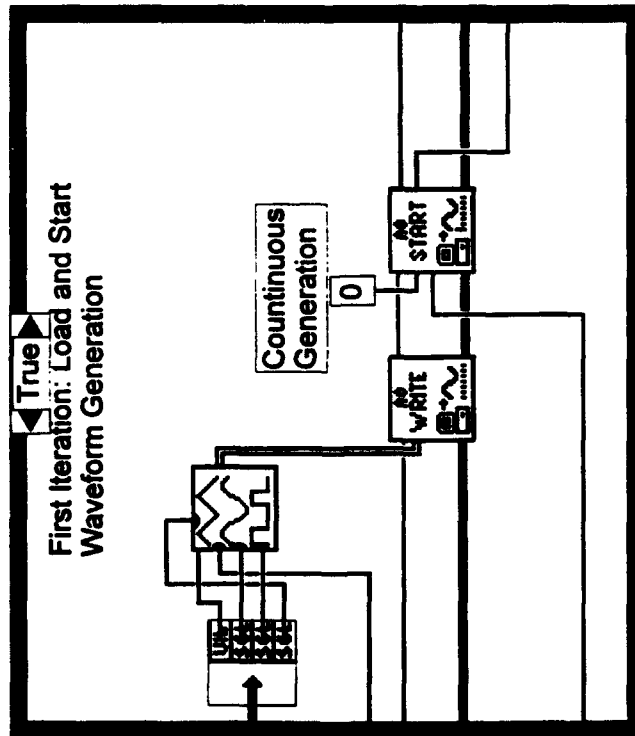 True
First Iteration: Load and Start
Waveform Generation
Countinuous
Generation
0
AO
START
AO
WRITE